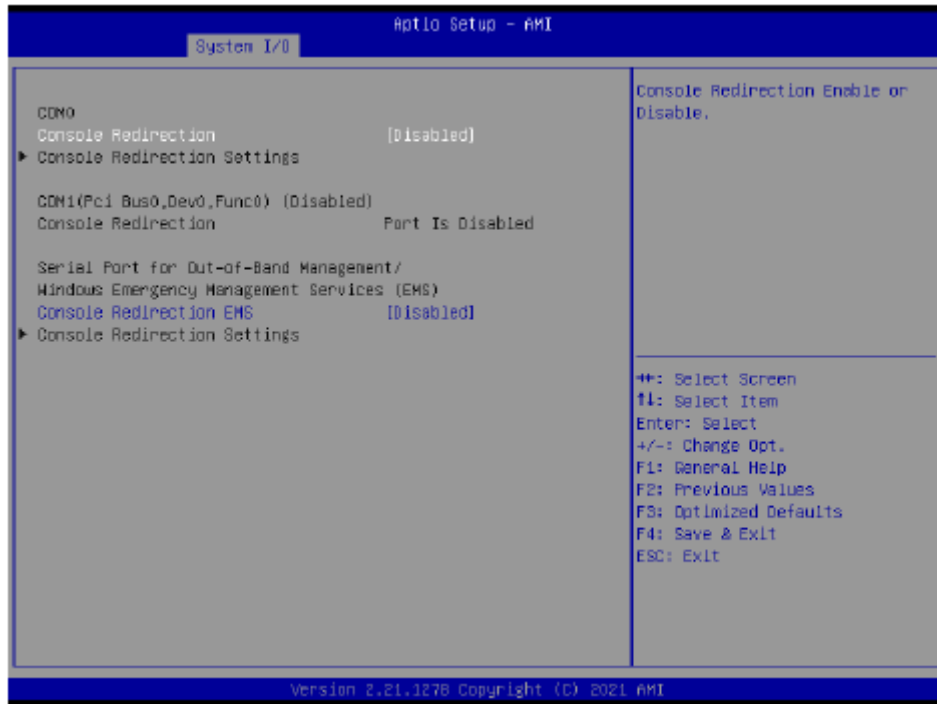 Aptio Setup – AMI
System I/O
COM0
Console Redirection [Disabled]
▶ Console Redirection Settings
COM1(Pci Bus0,Dev0,Func0) (Disabled)
Console Redirection Port Is Disabled
Serial Port for Out-of-Band Management/
Windows Emergency Management Services (EMS)
Console Redirection EMS [Disabled]
▶ Console Redirection Settings
Console Redirection Enable or
Disable.
→←: Select Screen
↑↓: Select Item
Enter: Select
+/-: Change Opt.
F1: General Help
F2: Previous Values
F3: Optimized Defaults
F4: Save & Exit
ESC: Exit
Version 2.21.1278 Copyright (C) 2021 AMI